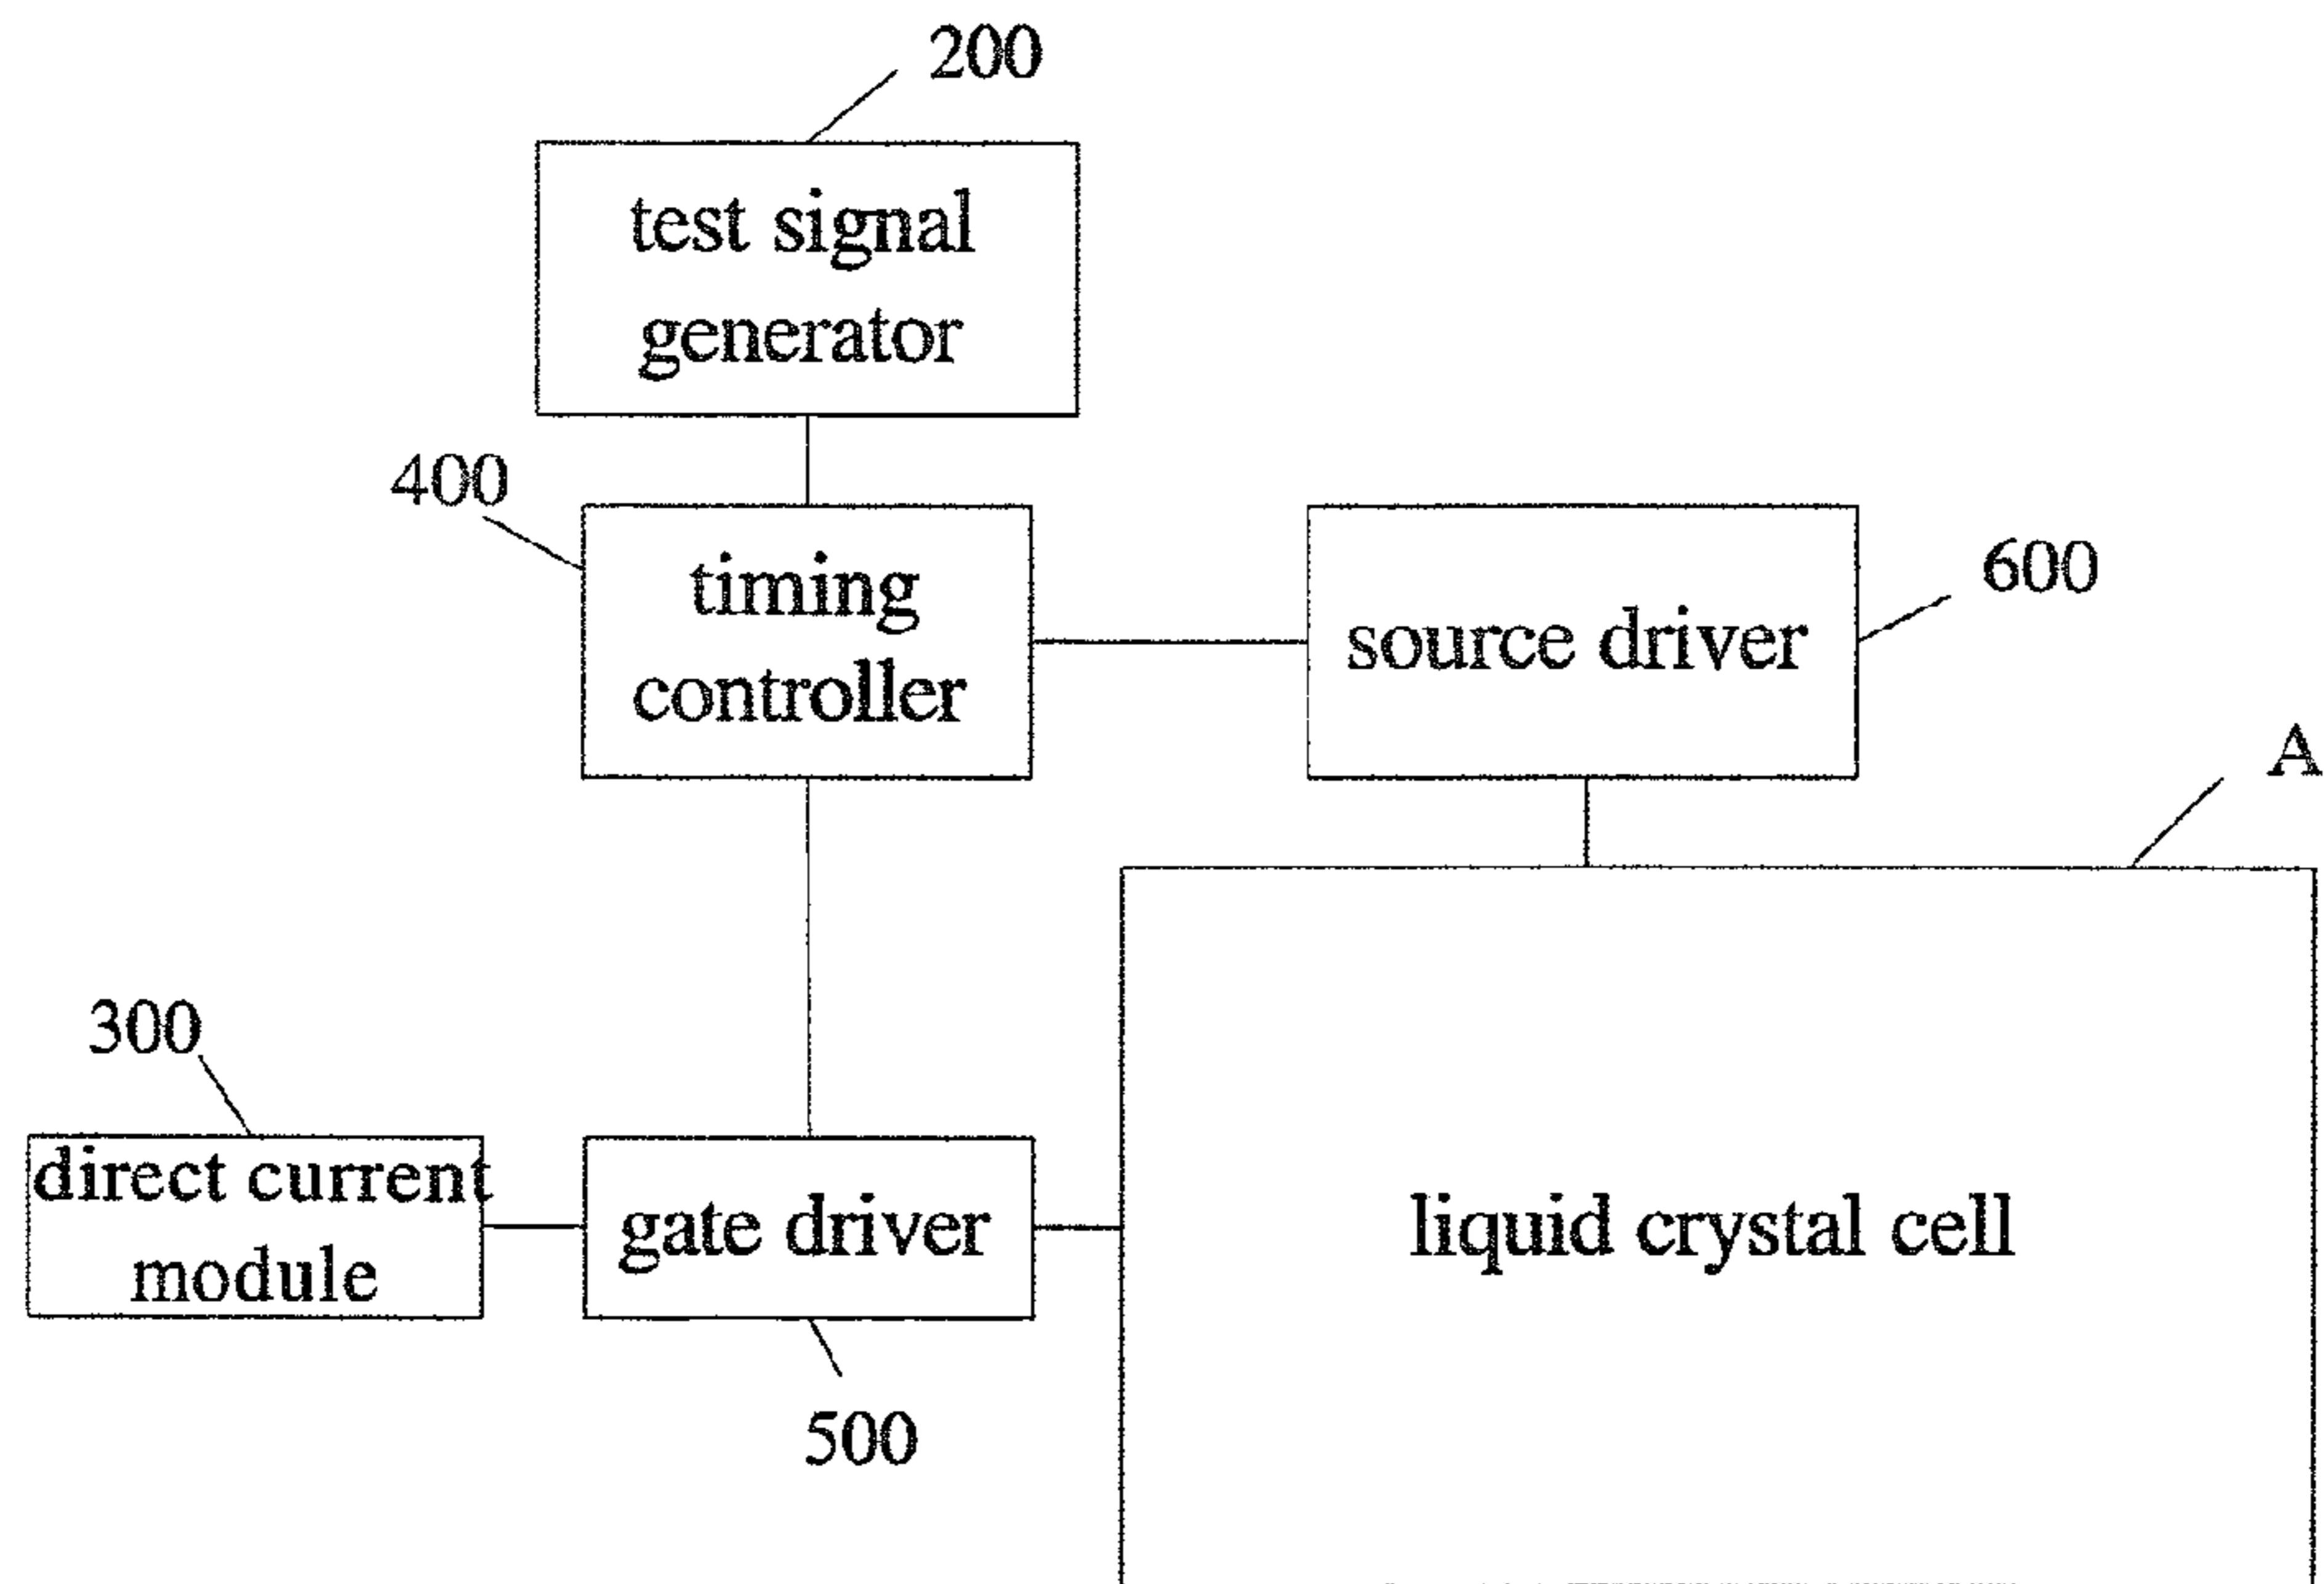 200
test signal
generator
400
timing
controller
source driver
600
A
300
direct current
module
gate driver
liquid crystal cell
500